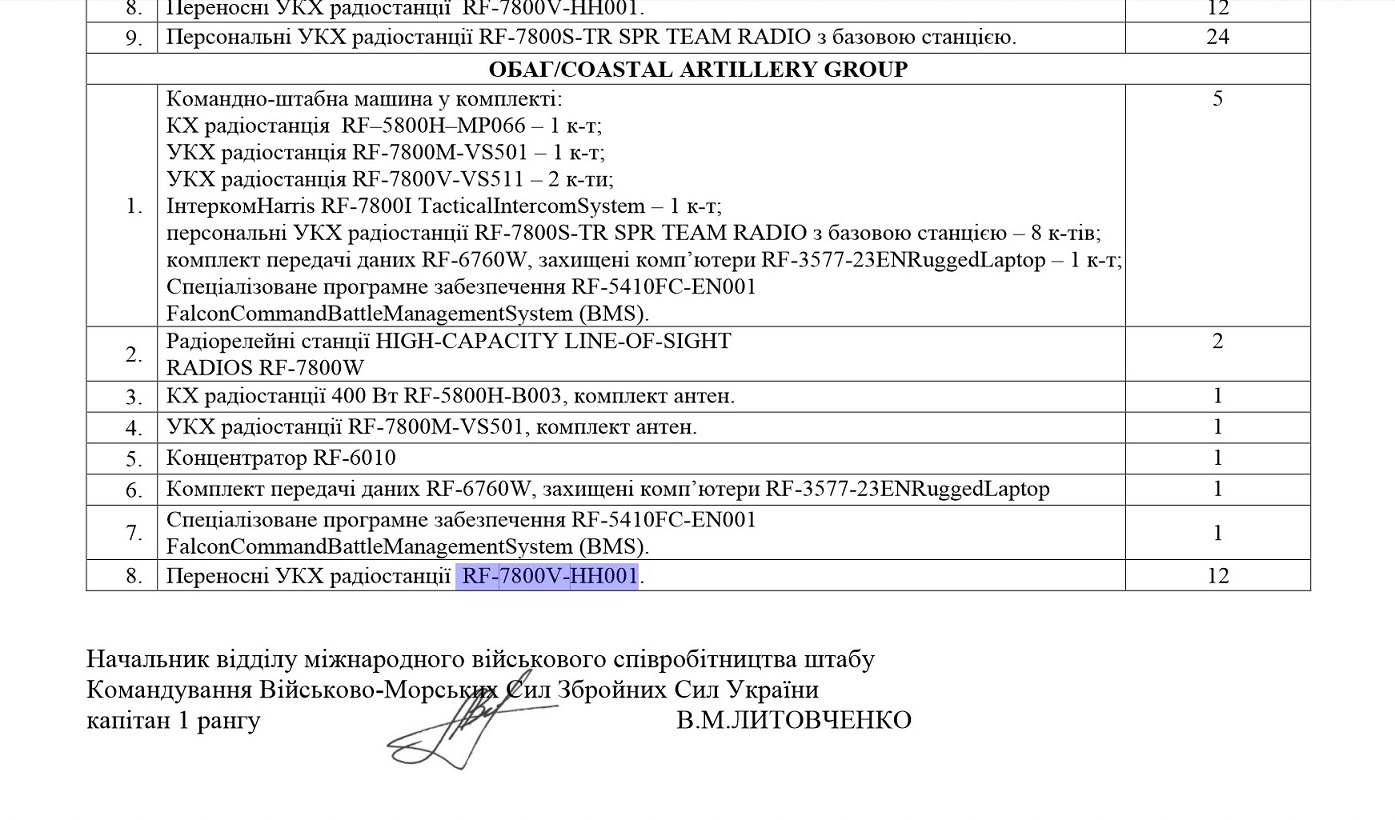 8. Переносні УКХ радіостанції RF-7800V-HH001. 12
9. Персональні УКХ радіостанції RF-7800S-TR SPR TEAM RADIO з базовою станцією. 24
ОБАГ/COASTAL ARTILLERY GROUP
Командно-штабна машина у комплекті: 5
КХ радіостанція RF–5800H–MP066 – 1 к-т;
УКХ радіостанція RF-7800M-VS501 – 1 к-т;
УКХ радіостанція RF-7800V-VS511 – 2 к-ти;
1. ІнтеркомHarris RF-7800I TacticalIntercomSystem – 1 к-т;
персональні УКХ радіостанції RF-7800S-TR SPR TEAM RADIO з базовою станцією – 8 к-тів;
комплект передачі даних RF-6760W, захищені комп’ютери RF-3577-23ENRuggedLaptop – 1 к-т;
Спеціалізоване програмне забезпечення RF-5410FC-EN001
FalconCommandBattleManagementSystem (BMS).
2. Радіорелейні станції HIGH-CAPACITY LINE-OF-SIGHT 2
RADIOS RF-7800W
3. КХ радіостанції 400 Вт RF-5800H-B003, комплект антен. 1
4. УКХ радіостанції RF-7800M-VS501, комплект антен. 1
5. Концентратор RF-6010 1
6. Комплект передачі даних RF-6760W, захищені комп’ютери RF-3577-23ENRuggedLaptop 1
7. Спеціалізоване програмне забезпечення RF-5410FC-EN001 1
FalconCommandBattleManagementSystem (BMS).
8. Переносні УКХ радіостанції RF-7800V-HH001. 12
Начальник відділу міжнародного військового співробітництва штабу
Командування Військово-Морських Сил Збройних Сил України
капітан 1 рангу В.М.ЛИТОВЧЕНКО